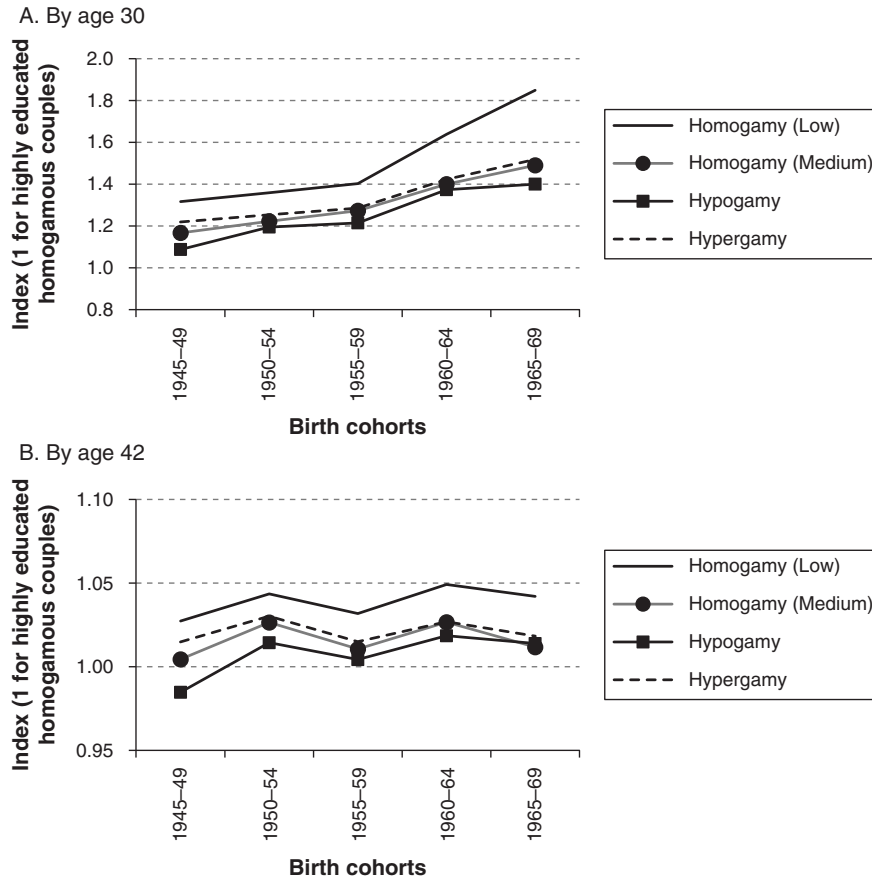 A. By age 30
Index (1 for highly educated
homogamous couples)
2.0
1.8
1.6
1.4
1.2
1.0
0.8
1945–49
1950–54
1955–59
1960–64
1965–69
Birth cohorts
Homogamy (Low)
Homogamy (Medium)
Hypogamy
Hypergamy
B. By age 42
Index (1 for highly educated
homogamous couples)
1.10
1.05
1.00
0.95
1945–49
1950–54
1955–59
1960–64
1965–69
Birth cohorts
Homogamy (Low)
Homogamy (Medium)
Hypogamy
Hypergamy